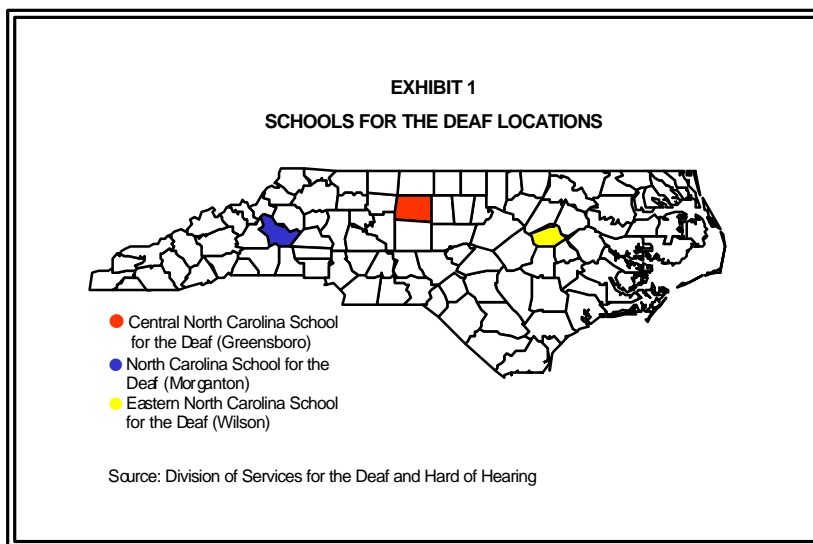 EXHIBIT 1
SCHOOLS FOR THE DEAF LOCATIONS
Central North Carolina School
for the Deaf (Greensboro)
North Carolina School for the
Deaf (Morganton)
Eastern North Carolina School
for the Deaf (Wilson)
Source: Division of Services for the Deaf and Hard of Hearing